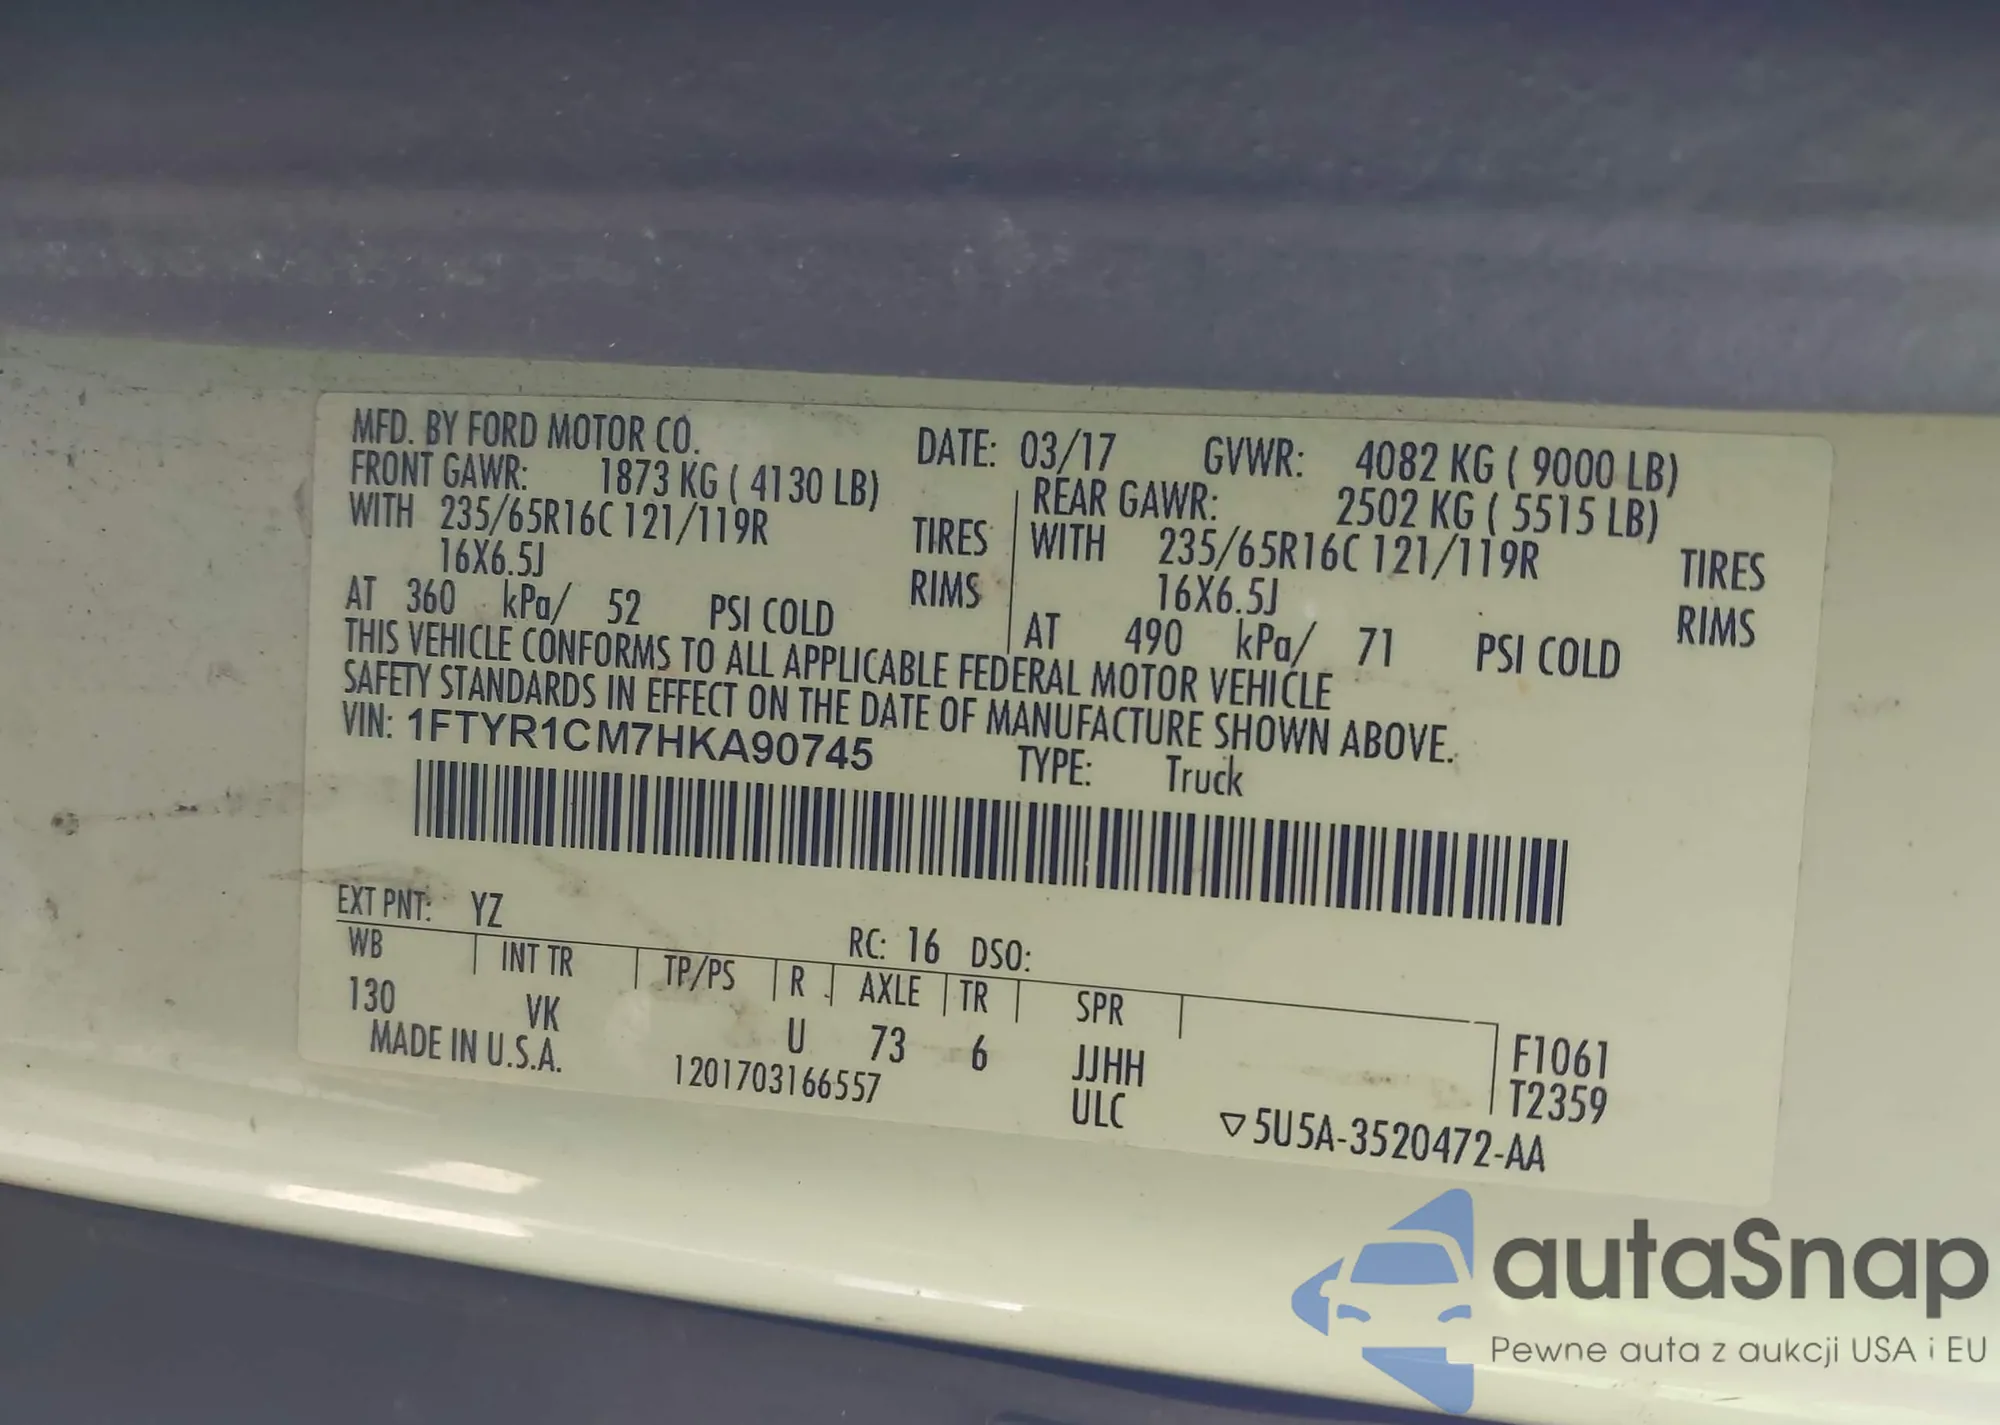 MFD. BY FORD MOTOR CO. DATE: 03/17 GVWR: 4082 KG ( 9000 LB)
FRONT GAWR: 1873 KG ( 4130 LB) REAR GAWR: 2502 KG ( 5515 LB)
WITH 235/65R16C 121/119R TIRES WITH 235/65R16C 121/119R TIRES
16X6.5J RIMS 16X6.5J RIMS
AT 360 kPa/ 52 PSI COLD AT 490 kPa/ 71 PSI COLD
THIS VEHICLE CONFORMS TO ALL APPLICABLE FEDERAL MOTOR VEHICLE
SAFETY STANDARDS IN EFFECT ON THE DATE OF MANUFACTURE SHOWN ABOVE.
VIN: 1FTYR1CM7HKA90745 TYPE: Truck
EXT PNT: YZ RC: 16 DSO:
WB INT TR TP/PS R AXLE TR SPR
130 VK U 73 6 JJHH F1061
MADE IN U.S.A. 1201703166557 ULC T2359
▽5U5A-3520472-AA
autaSnap
Pewne auta z aukcji USA i EU